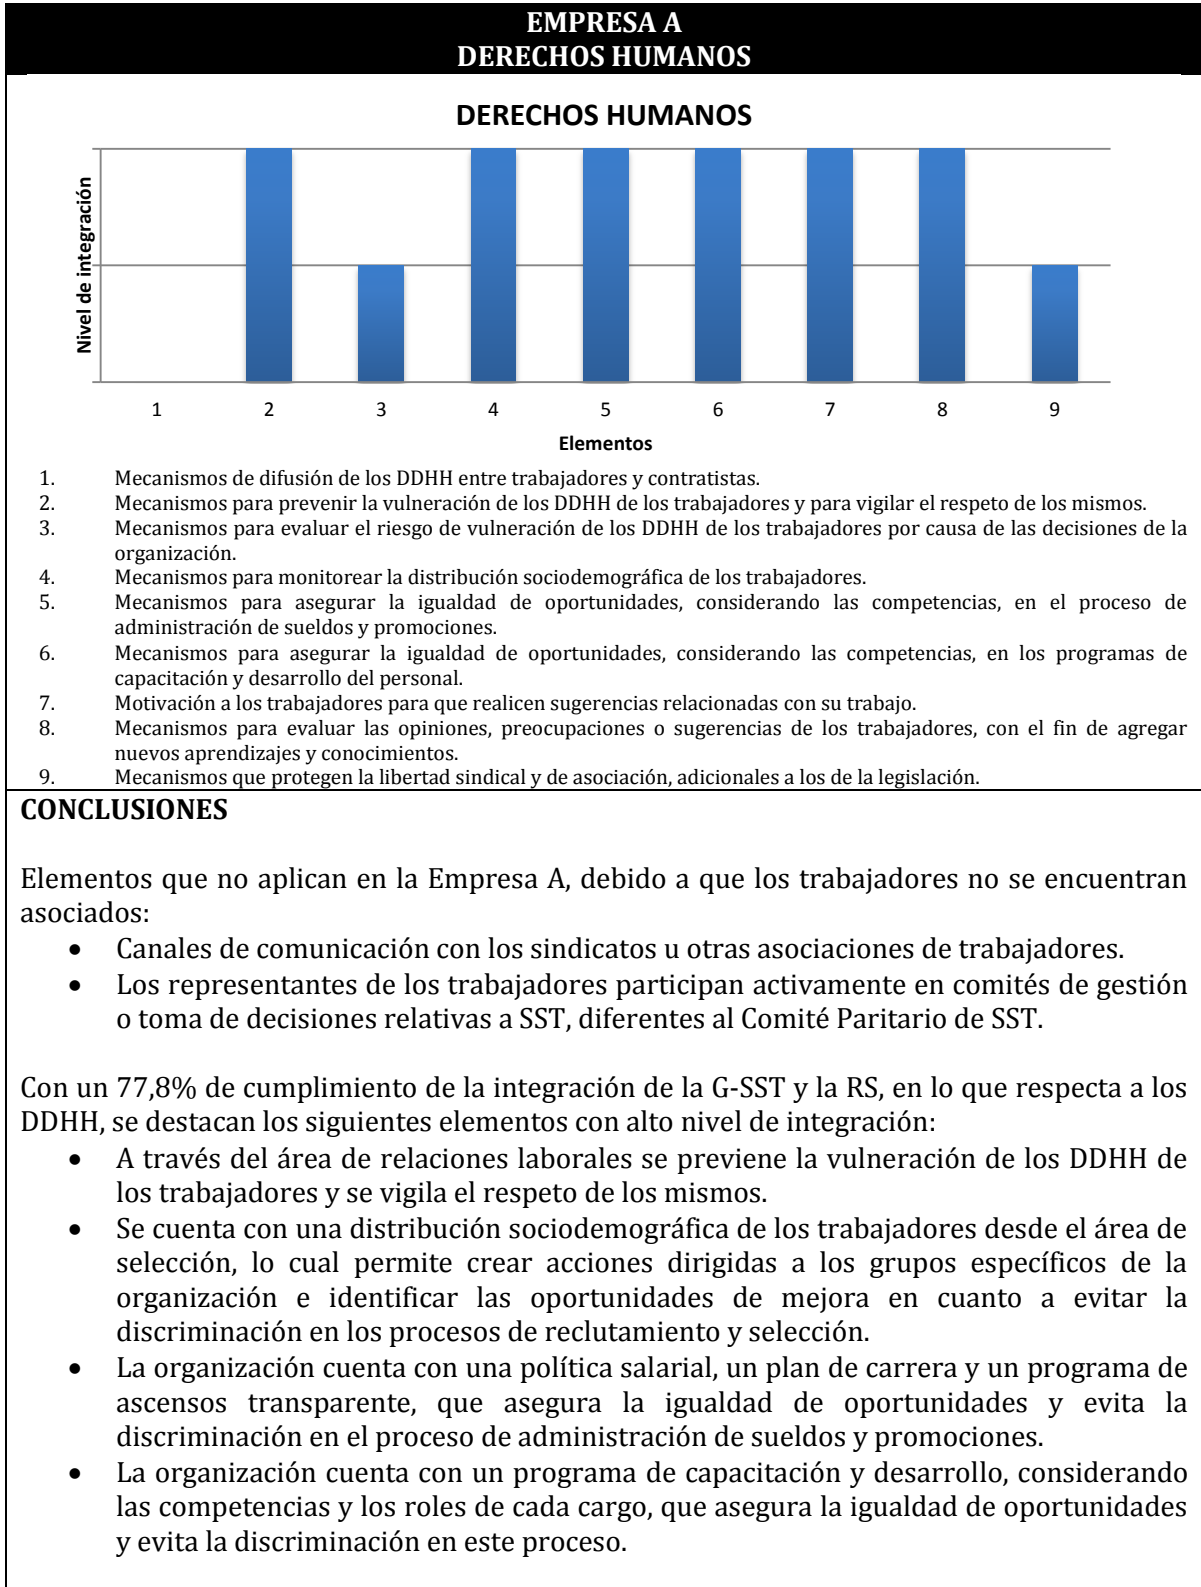 EMPRESA A
DERECHOS HUMANOS
DERECHOS HUMANOS
Nivel de integración
1 2 3 4 5 6 7 8 9
Elementos
1. Mecanismos de difusión de los DDHH entre trabajadores y contratistas.
2. Mecanismos para prevenir la vulneración de los DDHH de los trabajadores y para vigilar el respeto de los mismos.
3. Mecanismos para evaluar el riesgo de vulneración de los DDHH de los trabajadores por causa de las decisiones de la
organización.
4. Mecanismos para monitorear la distribución sociodemográfica de los trabajadores.
5. Mecanismos para asegurar la igualdad de oportunidades, considerando las competencias, en el proceso de
administración de sueldos y promociones.
6. Mecanismos para asegurar la igualdad de oportunidades, considerando las competencias, en los programas de
capacitación y desarrollo del personal.
7. Motivación a los trabajadores para que realicen sugerencias relacionadas con su trabajo.
8. Mecanismos para evaluar las opiniones, preocupaciones o sugerencias de los trabajadores, con el fin de agregar
nuevos aprendizajes y conocimientos.
9. Mecanismos que protegen la libertad sindical y de asociación, adicionales a los de la legislación.
CONCLUSIONES
Elementos que no aplican en la Empresa A, debido a que los trabajadores no se encuentran
asociados:
• Canales de comunicación con los sindicatos u otras asociaciones de trabajadores.
• Los representantes de los trabajadores participan activamente en comités de gestión
o toma de decisiones relativas a SST, diferentes al Comité Paritario de SST.
Con un 77,8% de cumplimiento de la integración de la G-SST y la RS, en lo que respecta a los
DDHH, se destacan los siguientes elementos con alto nivel de integración:
• A través del área de relaciones laborales se previene la vulneración de los DDHH de
los trabajadores y se vigila el respeto de los mismos.
• Se cuenta con una distribución sociodemográfica de los trabajadores desde el área de
selección, lo cual permite crear acciones dirigidas a los grupos específicos de la
organización e identificar las oportunidades de mejora en cuanto a evitar la
discriminación en los procesos de reclutamiento y selección.
• La organización cuenta con una política salarial, un plan de carrera y un programa de
ascensos transparente, que asegura la igualdad de oportunidades y evita la
discriminación en el proceso de administración de sueldos y promociones.
• La organización cuenta con un programa de capacitación y desarrollo, considerando
las competencias y los roles de cada cargo, que asegura la igualdad de oportunidades
y evita la discriminación en este proceso.